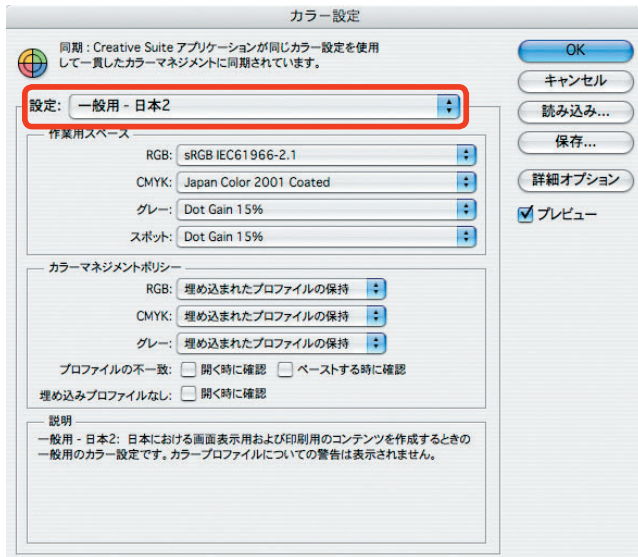 カラー設定
同期 : Creative Suite アプリケーションが同じカラー設定を使用
して一貫したカラーマネジメントに同期されています。
設定: 一般用 - 日本2
作業用スペース
RGB: sRGB IEC61966-2.1
CMYK: Japan Color 2001 Coated
グレー: Dot Gain 15%
スポット: Dot Gain 15%
カラーマネジメントポリシー
RGB: 埋め込まれたプロファイルの保持
CMYK: 埋め込まれたプロファイルの保持
グレー: 埋め込まれたプロファイルの保持
プロファイルの不一致: 開く時に確認 ペーストする時に確認
埋め込みプロファイルなし: 開く時に確認
説明
一般用 - 日本2: 日本における画面表示用および印刷用のコンテンツを作成するときの
一般用のカラー設定です。カラープロファイルについての警告は表示されません。
OK
キャンセル
読み込み...
保存...
詳細オプション
プレビュー